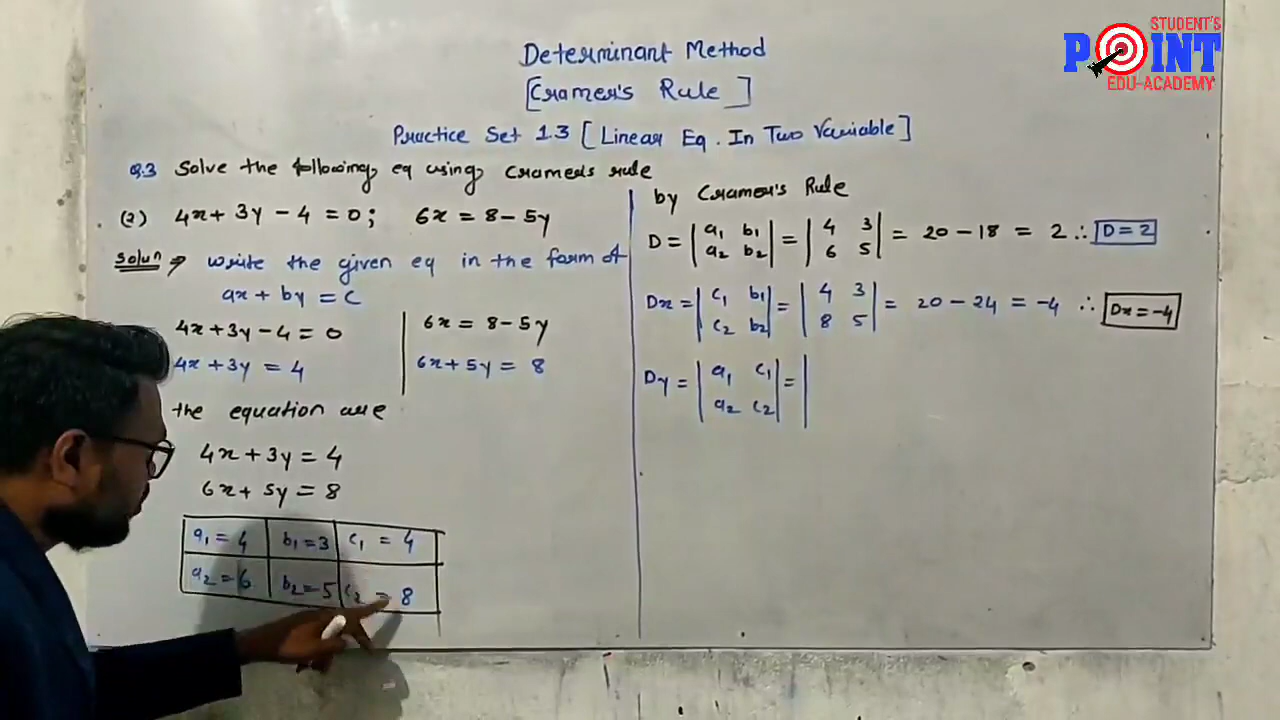 STUDENT'S
POINT
EDU-ACADEMY
Determinant Method
[Cramer's Rule]
Practice Set 1.3 [Linear Eq. In Two Variable]
Q.3 Solve the following eq using cramer's rule
(2) 4x + 3y - 4 = 0; 6x = 8 - 5y
Solun ⇒ write the given eq in the form of
ax + by = c
4x + 3y - 4 = 0
4x + 3y = 4
6x = 8 - 5y
6x + 5y = 8
the equation are
4x + 3y = 4
6x + 5y = 8
a₁ = 4 b₁ = 3 c₁ = 4
a₂ = 6 b₂ = 5 c₂ = 8
by Cramer's Rule
D = | a₁ b₁ | = | 4 3 | = 20 - 18 = 2 ∴ D = 2
| a₂ b₂ | | 6 5 |
Dx = | c₁ b₁ | = | 4 3 | = 20 - 24 = -4 ∴ Dx = -4
| c₂ b₂ | | 8 5 |
Dy = | a₁ c₁ | = |
| a₂ c₂ |